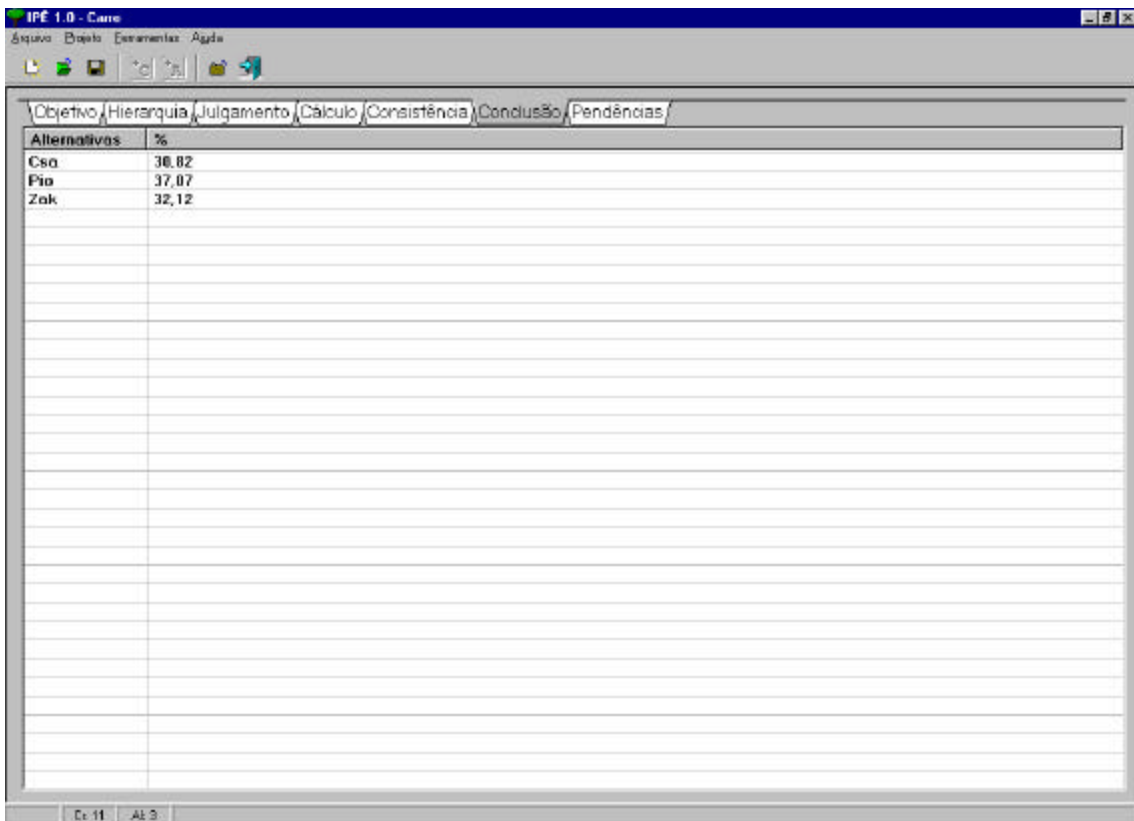 IPÊ 1.0 - Carro
Arquivo Projeto Ferramentas Ajuda
Objetivo Hierarquia Julgamento Cálculo Consistência Conclusão Pendências
Alternativas %
Csa 30,82
Pio 37,07
Zak 32,12
11 Al: 3